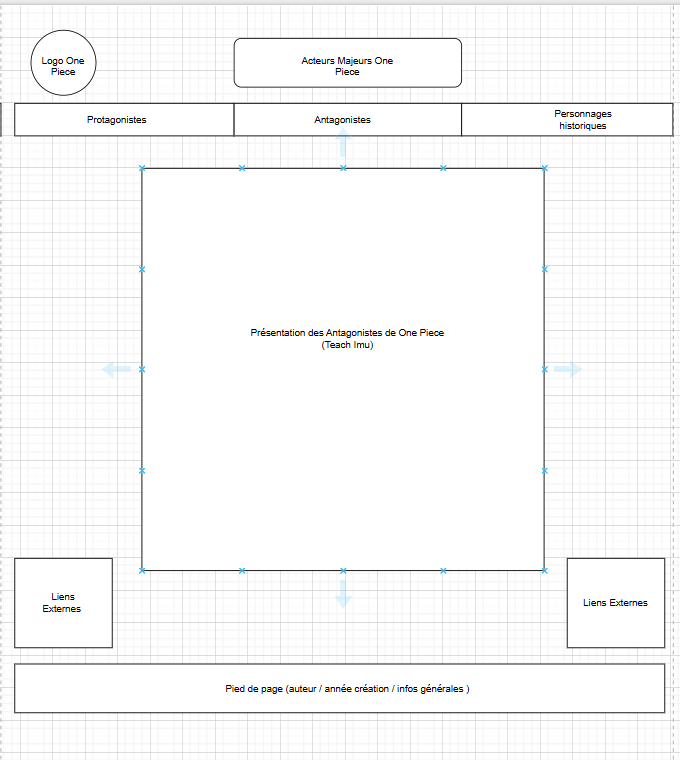 Logo One
Piece
Acteurs Majeurs One
Piece
Protagonistes
Antagonistes
Personnages
historiques
Présentation des Antagonistes de One Piece
(Teach Imu)
Liens
Externes
Liens Externes
Pied de page (auteur / année création / infos générales )